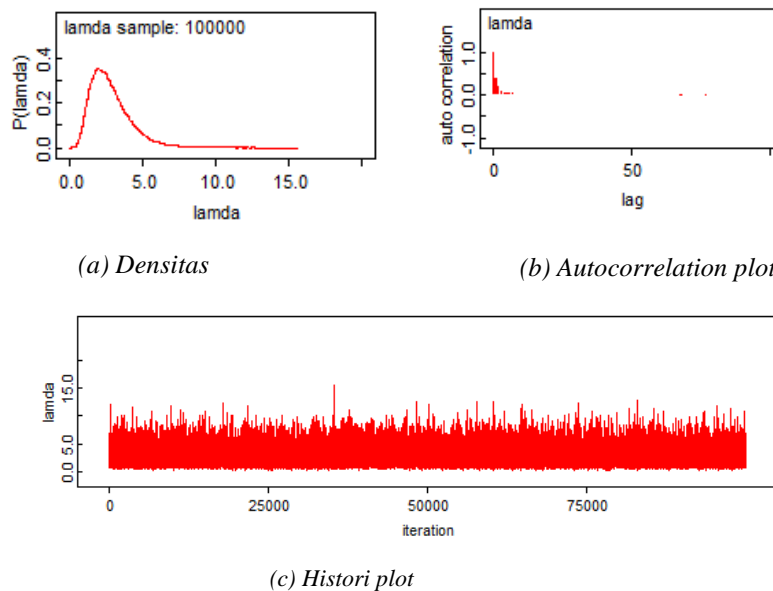 lamda sample: 100000
P(lamda)
0.4
0.2
0.0
0.0 5.0 10.0 15.0
lamda
lamda
auto correlation
1.0
0.0
-1.0
0 50
lag
(a) Densitas
(b) Autocorrelation plot
lamda
15.0
5.0
0.0
0 25000 50000 75000
iteration
(c) Histori plot